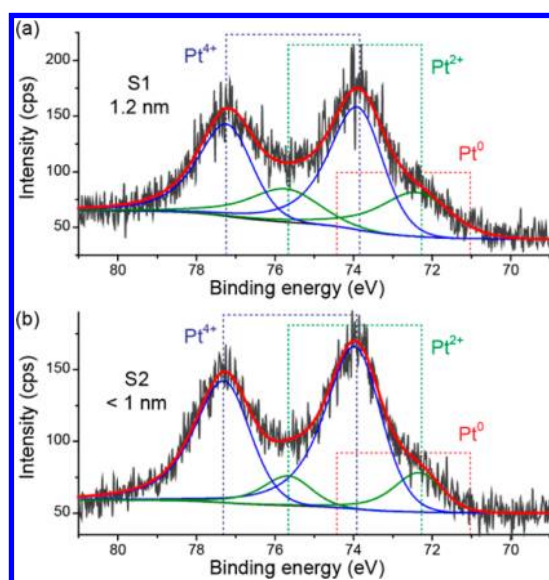 (a)
Pt4+
Pt2+
Pt0
S1
1.2 nm
Intensity (cps)
200
150
100
50
80 78 76 74 72 70
Binding energy (eV)
(b)
Pt4+
Pt2+
Pt0
S2
< 1 nm
Intensity (cps)
150
100
50
80 78 76 74 72 70
Binding energy (eV)